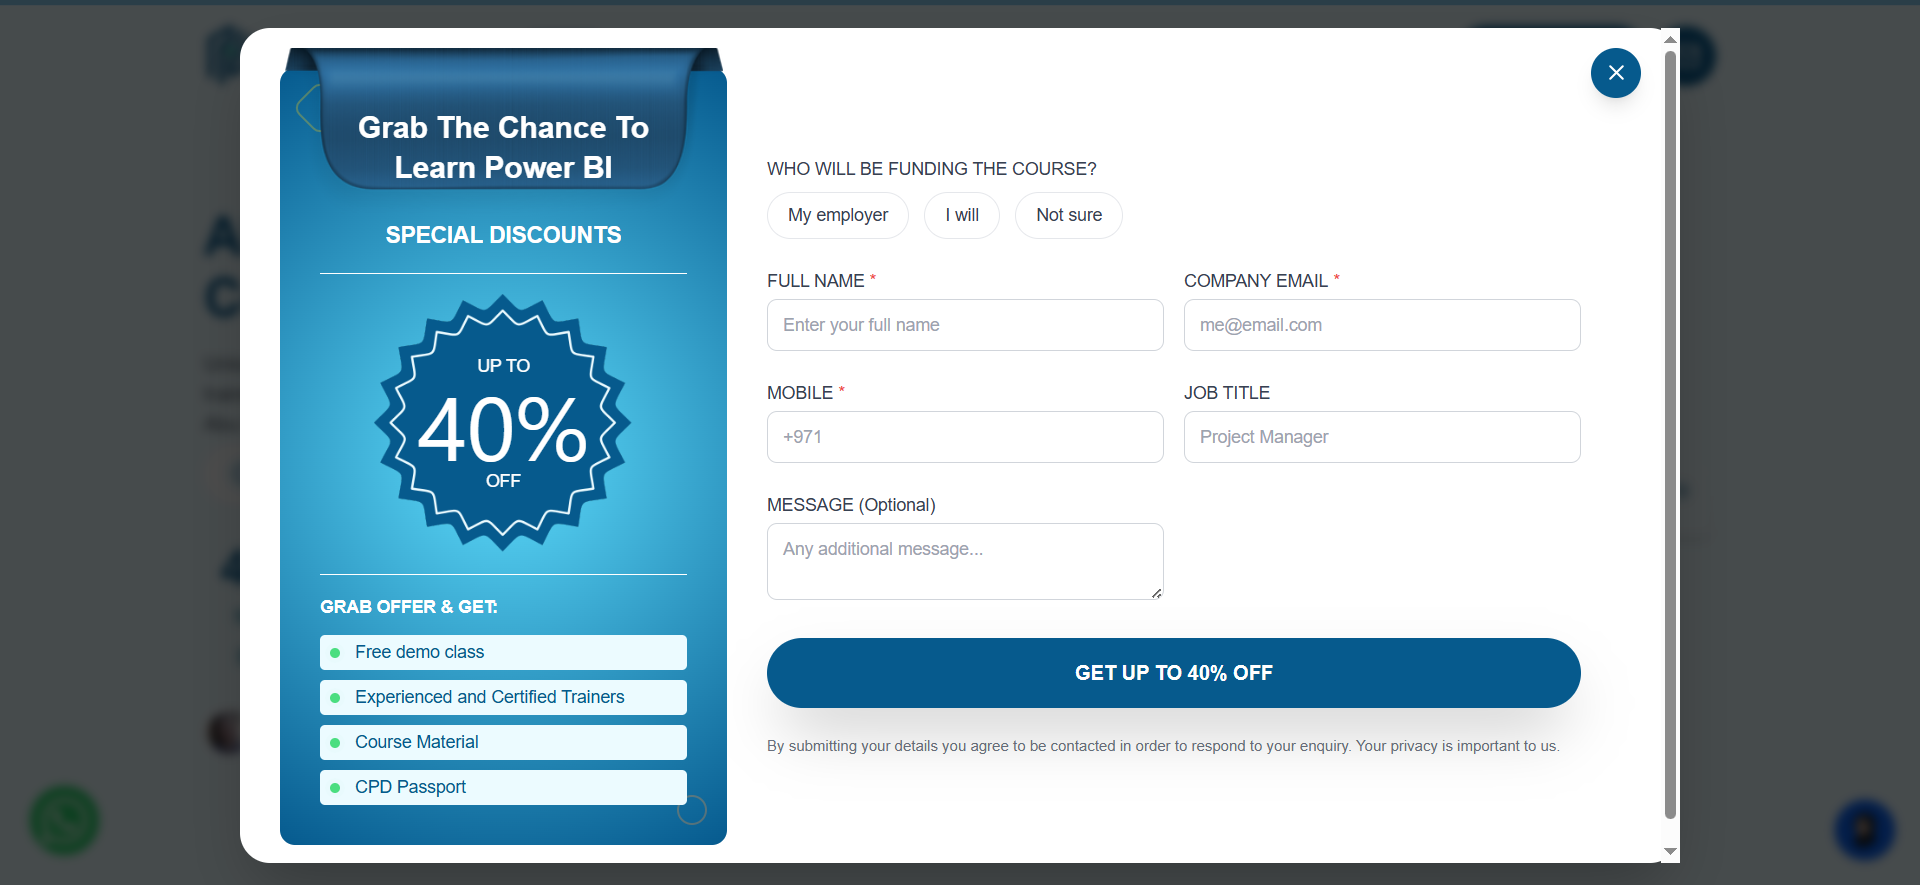 Grab The Chance To
Learn Power BI
SPECIAL DISCOUNTS
UP TO
40%
OFF
GRAB OFFER & GET:
Free demo class
Experienced and Certified Trainers
Course Material
CPD Passport
WHO WILL BE FUNDING THE COURSE?
My employer
I will
Not sure
FULL NAME *
Enter your full name
COMPANY EMAIL *
me@email.com
MOBILE *
+971
JOB TITLE
Project Manager
MESSAGE (Optional)
Any additional message...
GET UP TO 40% OFF
By submitting your details you agree to be contacted in order to respond to your enquiry. Your privacy is important to us.